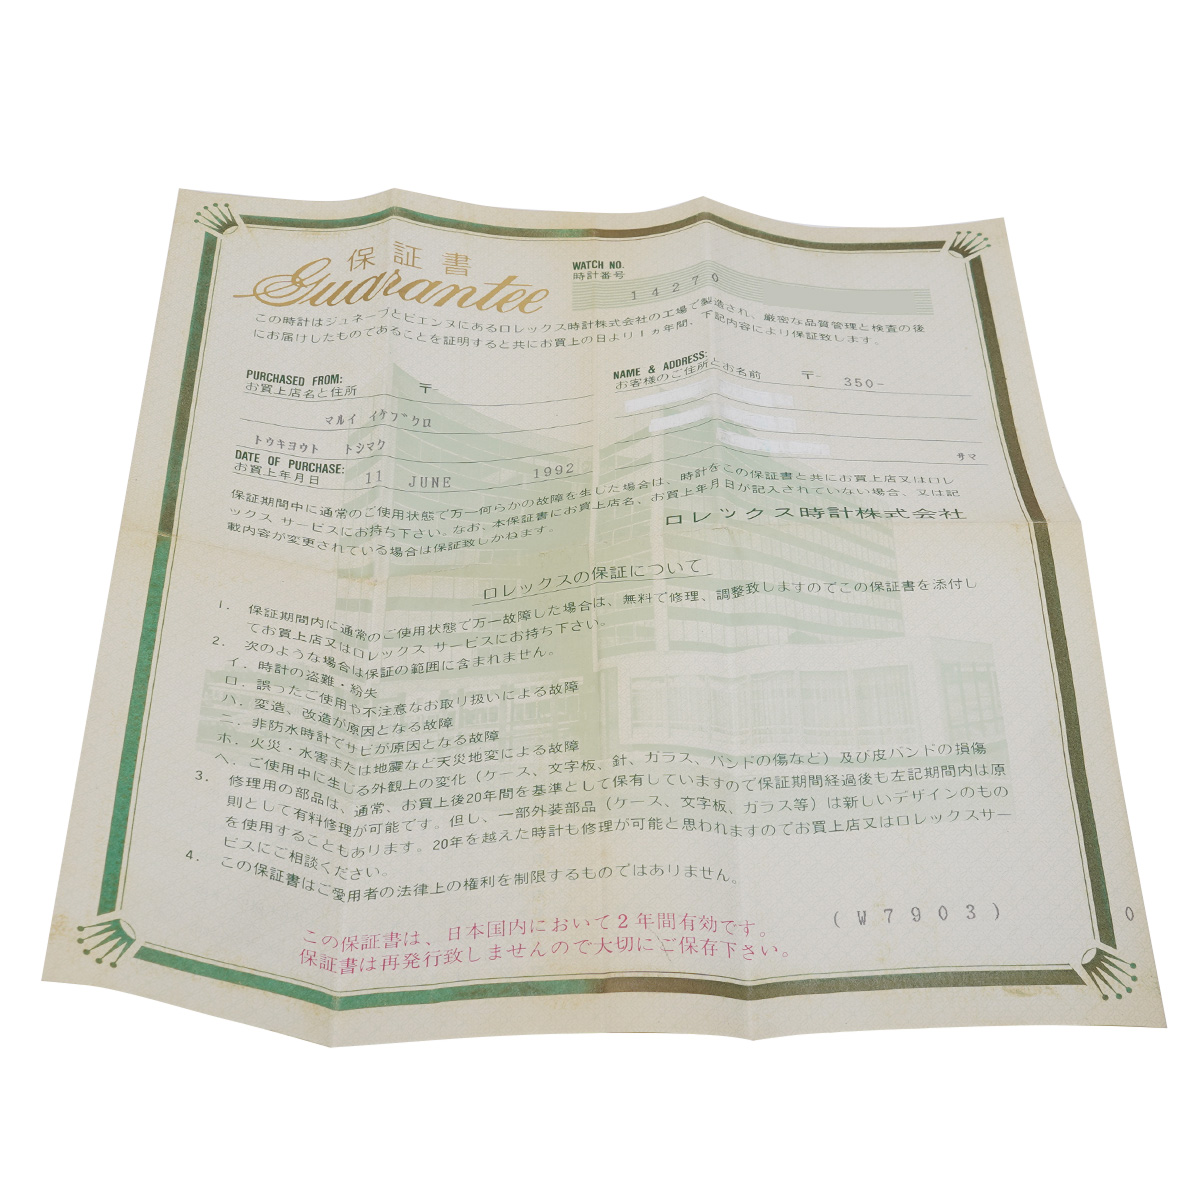 保証書
Guarantee
WATCH NO.
時計番号
14270
この時計はジュネーブとビエンヌにあるロレックス時計株式会社の工場で製造され、厳密な品質管理と検査の後
にお届けしたものであることを証明すると共にお買上の日より1ヵ年間、下記内容により保証致します。
PURCHASED FROM:
お買上店名と住所 〒-
マルイ イケブクロ
トウキヨウト トシマク
DATE OF PURCHASE:
お買上年月日
11 JUNE 1992
NAME & ADDRESS:
お客様のご住所とお名前 〒- 350-
サマ
保証期間中に通常のご使用状態で万一何らかの故障を生じた場合は、時計をこの保証書と共にお買上店又はロレ
ックス サービスにお持ち下さい。なお、本保証書にお買上店名、お買上年月日が記入されていない場合、又は記
載内容が変更されている場合は保証致しかねます。
ロレックス時計株式会社
ロレックスの保証について
1. 保証期間内に通常のご使用状態で万一故障した場合は、無料で修理、調整致しますのでこの保証書を添付し
てお買上店又はロレックス サービスにお持ち下さい。
2. 次のような場合は保証の範囲に含まれません。
イ. 時計の盗難・紛失
ロ. 誤ったご使用や不注意なお取り扱いによる故障
ハ. 変造、改造が原因となる故障
ニ. 非防水時計でサビが原因となる故障
ホ. 火災・水害または地震など天災地変による故障
ヘ. ご使用中に生じる外観上の変化（ケース、文字板、針、ガラス、バンドの傷など）及び皮バンドの損傷
3. 修理用の部品は、通常、お買上後20年間を基準として保有していますので保証期間経過後も左記期間内は原
則として有料修理が可能です。但し、一部外装部品（ケース、文字板、ガラス等）は新しいデザインのもの
を使用することもあります。20年を越えた時計も修理が可能と思われますのでお買上店又はロレックスサー
ビスにご相談ください。
4. この保証書はご愛用者の法律上の権利を制限するものではありません。
この保証書は、日本国内において2年間有効です。
保証書は再発行致しませんので大切にご保存下さい。
(W7903)
0